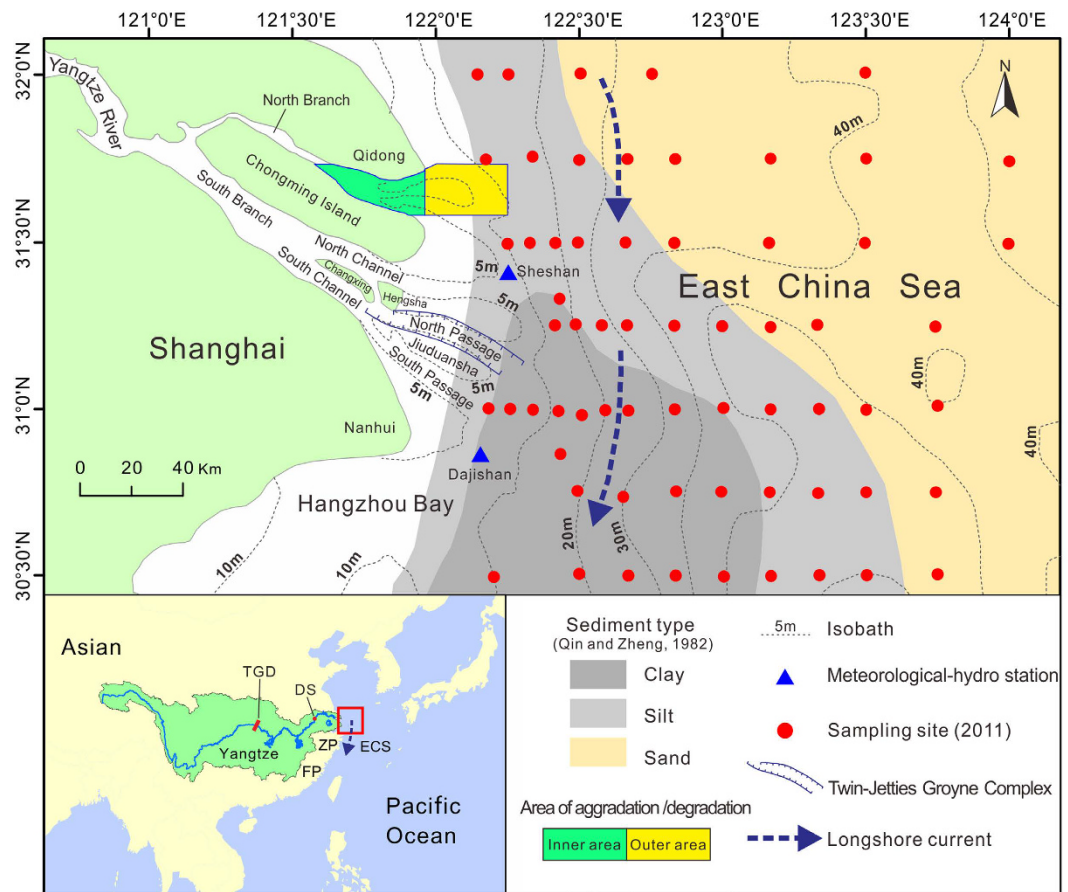 121°0'E 121°30'E 122°0'E 122°30'E 123°0'E 123°30'E 124°0'E
32°0'N
31°30'N
31°0'N
30°30'N
N
Yangtze River
North Branch
Qidong
Chongming Island
South Branch
North Channel
South Channel
Changxing
Hengsha
5m
Sheshan
5m
North Passage
Jiuduansha
South Passage
5m
5m
40m
East China Sea
40m
40m
Shanghai
Nanhui
0 20 40 Km
Dajishan
Hangzhou Bay
10m
10m
20m
30m
Asian
TGD
DS
Yangtze
ZP
ECS
FP
Pacific
Ocean
Sediment type
(Qin and Zheng, 1982)
Clay
Silt
Sand
Area of aggradation /degradation
Inner area Outer area
5m Isobath
Meteorological-hydro station
Sampling site (2011)
Twin-Jetties Groyne Complex
Longshore current